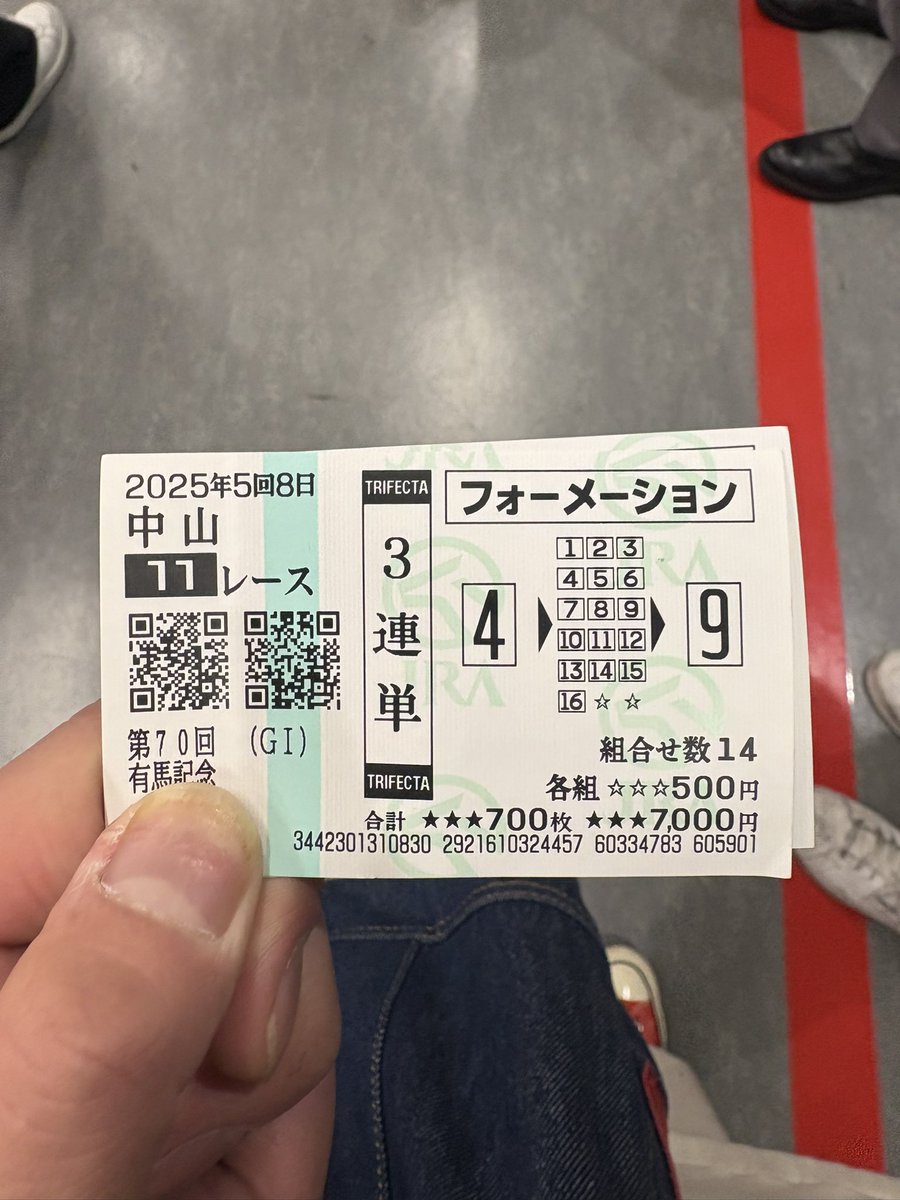 2025年5回8日
中山
11レース
第70回 (GI)
有馬記念
TRIFECTA
3連単
TRIFECTA
フォーメーション
4
1 2 3
4 5 6
7 8 9
10 11 12
13 14 15
16 ☆ ☆
9
組合せ数14
各組 ☆☆☆500円
合計 ★★★700枚 ★★★7,000円
3442301310830 2921610324457 60334783 605901
JRA
JRA
JRA